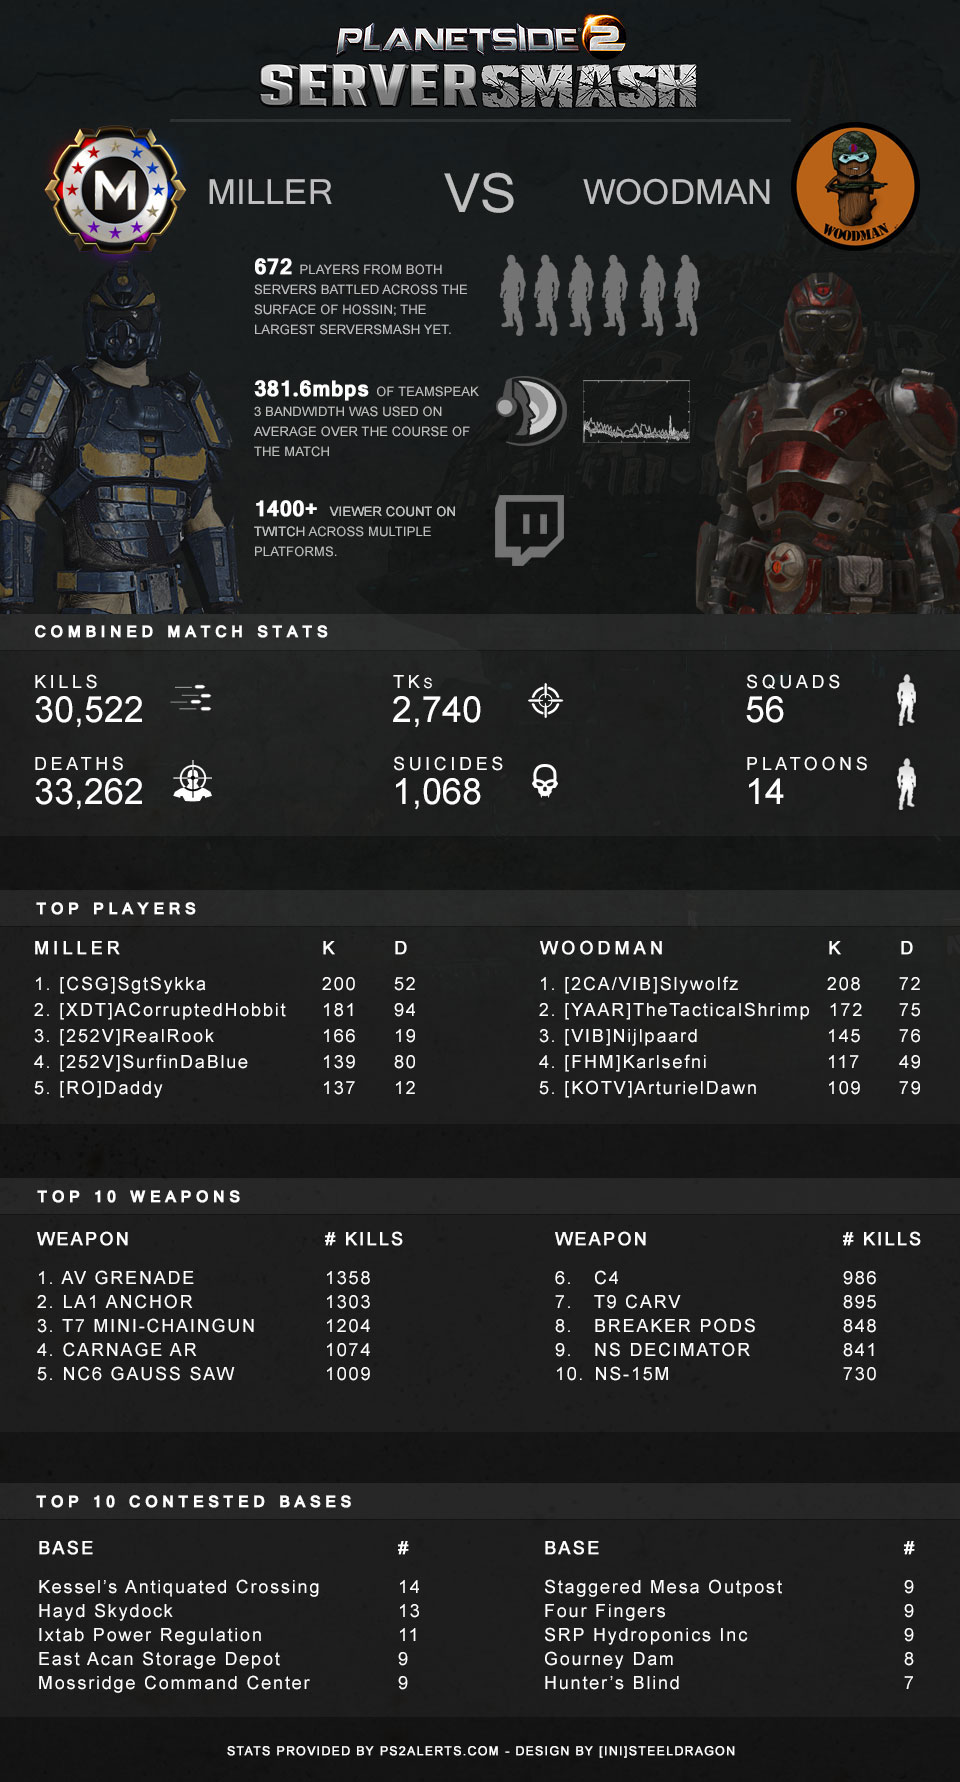 PLANETSIDE 2
SERVERSMASH
M
MILLER
VS
WOODMAN
WOODMAN
672 PLAYERS FROM BOTH
SERVERS BATTLED ACROSS THE
SURFACE OF HOSSIN; THE
LARGEST SERVERSMASH YET.
381.6mbps OF TEAMSPEAK
3 BANDWIDTH WAS USED ON
AVERAGE OVER THE COURSE OF
THE MATCH
1400+ VIEWER COUNT ON
TWITCH ACROSS MULTIPLE
PLATFORMS.
COMBINED MATCH STATS
KILLS
30,522
TKs
2,740
SQUADS
56
DEATHS
33,262
SUICIDES
1,068
PLATOONS
14
TOP PLAYERS
MILLER K D
1. [CSG]SgtSykka 200 52
2. [XDT]ACorruptedHobbit 181 94
3. [252V]RealRook 166 19
4. [252V]SurfinDaBlue 139 80
5. [RO]Daddy 137 12
WOODMAN K D
1. [2CA/VIB]Slywolfz 208 72
2. [YAAR]TheTacticalShrimp 172 75
3. [VIB]Nijlpaard 145 76
4. [FHM]Karlsefni 117 49
5. [KOTV]ArturielDawn 109 79
TOP 10 WEAPONS
WEAPON # KILLS
1. AV GRENADE 1358
2. LA1 ANCHOR 1303
3. T7 MINI-CHAINGUN 1204
4. CARNAGE AR 1074
5. NC6 GAUSS SAW 1009
WEAPON # KILLS
6. C4 986
7. T9 CARV 895
8. BREAKER PODS 848
9. NS DECIMATOR 841
10. NS-15M 730
TOP 10 CONTESTED BASES
BASE #
Kessel's Antiquated Crossing 14
Hayd Skydock 13
Ixtab Power Regulation 11
East Acan Storage Depot 9
Mossridge Command Center 9
BASE #
Staggered Mesa Outpost 9
Four Fingers 9
SRP Hydroponics Inc 9
Gourney Dam 8
Hunter's Blind 7
STATS PROVIDED BY PS2ALERTS.COM - DESIGN BY [INI]STEELDRAGON